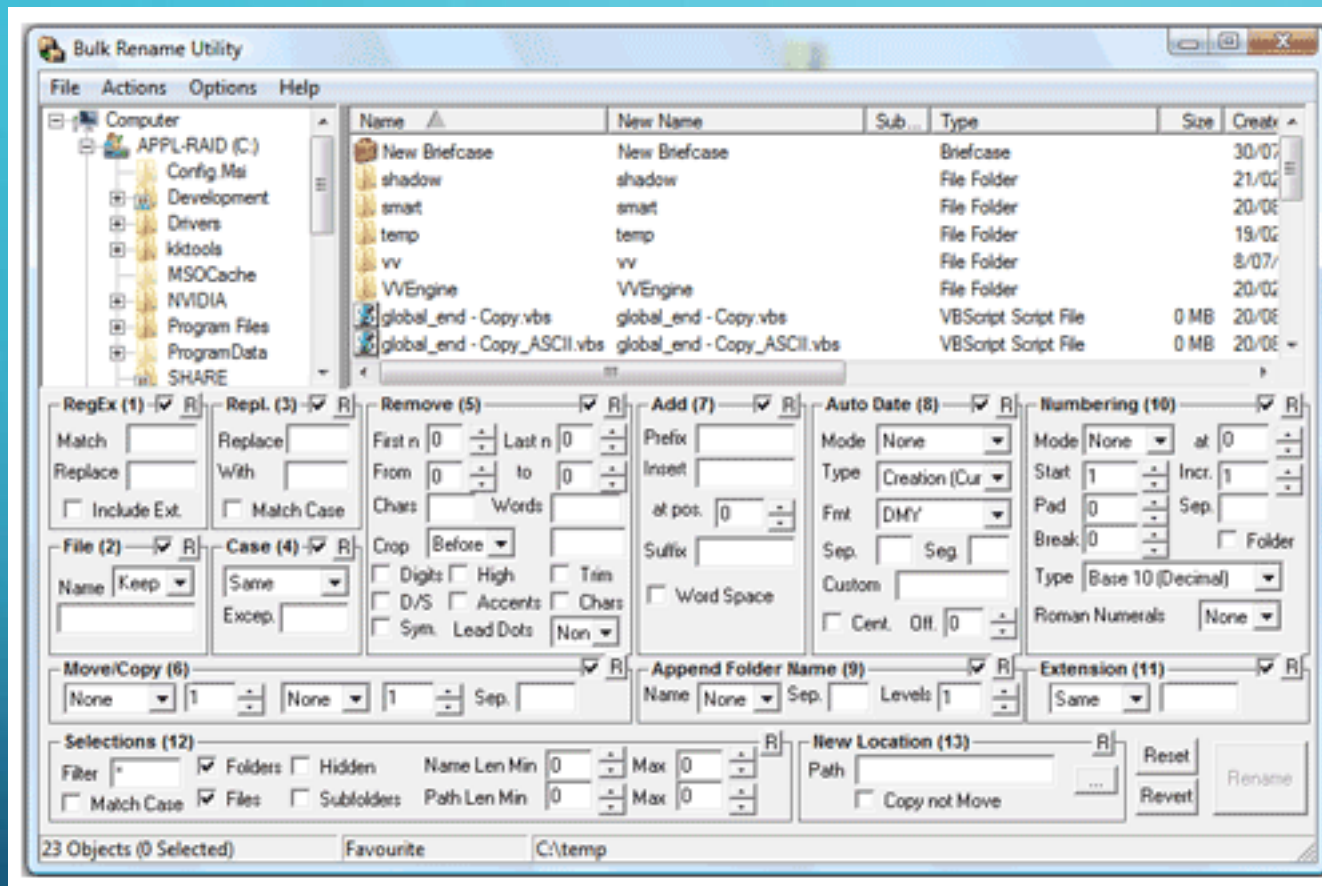 Bulk Rename Utility
File Actions Options Help
Computer
APPL-RAID (C:)
Config.Msi
Development
Drivers
kktools
MSOCache
NVIDIA
Program Files
ProgramData
SHARE
Name New Name Sub... Type Size Create
New Briefcase New Briefcase Briefcase 30/07
shadow shadow File Folder 21/02
smart smart File Folder 20/08
temp temp File Folder 19/02
vv vv File Folder 8/07/
VVEngine VVEngine File Folder 20/02
global_end - Copy.vbs global_end - Copy.vbs VBScript Script File 0 MB 20/08
global_end - Copy_ASCII.vbs global_end - Copy_ASCII.vbs VBScript Script File 0 MB 20/08
RegEx (1) R
Match
Replace
Include Ext.
Repl. (3) R
Replace
With
Match Case
File (2) R
Name Keep
Case (4) R
Same
Excep.
Remove (5) R
First n 0 Last n 0
From 0 to 0
Chars Words
Crop Before
Digits High Trim
D/S Accents Chars
Sym. Lead Dots Non
Add (7) R
Prefix
Insert
at pos. 0
Suffix
Word Space
Auto Date (8) R
Mode None
Type Creation (Cur
Fmt DMY
Sep. Seg.
Custom
Cent. Off. 0
Numbering (10) R
Mode None at 0
Start 1 Incr. 1
Pad 0 Sep.
Break 0 Folder
Type Base 10 (Decimal)
Roman Numerals None
Move/Copy (6) R
None 1 None 1 Sep.
Append Folder Name (9) R
Name None Sep. Levels 1
Extension (11) R
Same
Selections (12) R
Filter * Folders Hidden Name Len Min 0 Max 0
Match Case Files Subfolders Path Len Min 0 Max 0
New Location (13) R
Path ...
Copy not Move
Reset
Revert
Rename
23 Objects (0 Selected) Favourite C:\temp